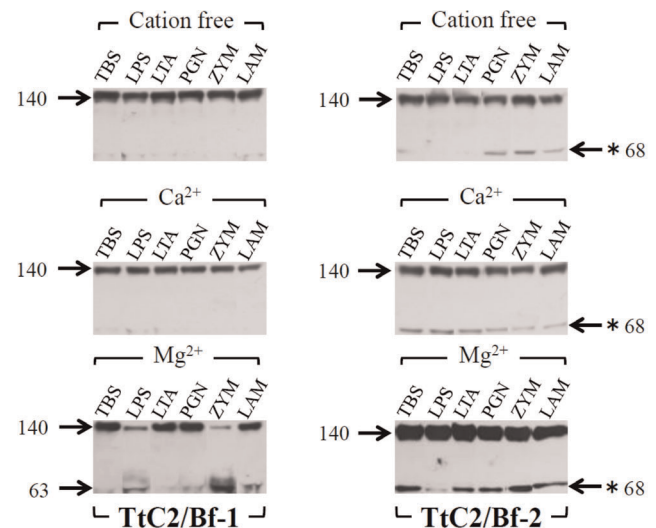 Cation free
TBS LPS LTA PGN ZYM LAM
140
Ca²⁺
TBS LPS LTA PGN ZYM LAM
140
Mg²⁺
TBS LPS LTA PGN ZYM LAM
140
63
TtC2/Bf-1
Cation free
TBS LPS LTA PGN ZYM LAM
140
* 68
Ca²⁺
TBS LPS LTA PGN ZYM LAM
140
* 68
Mg²⁺
TBS LPS LTA PGN ZYM LAM
140
* 68
TtC2/Bf-2